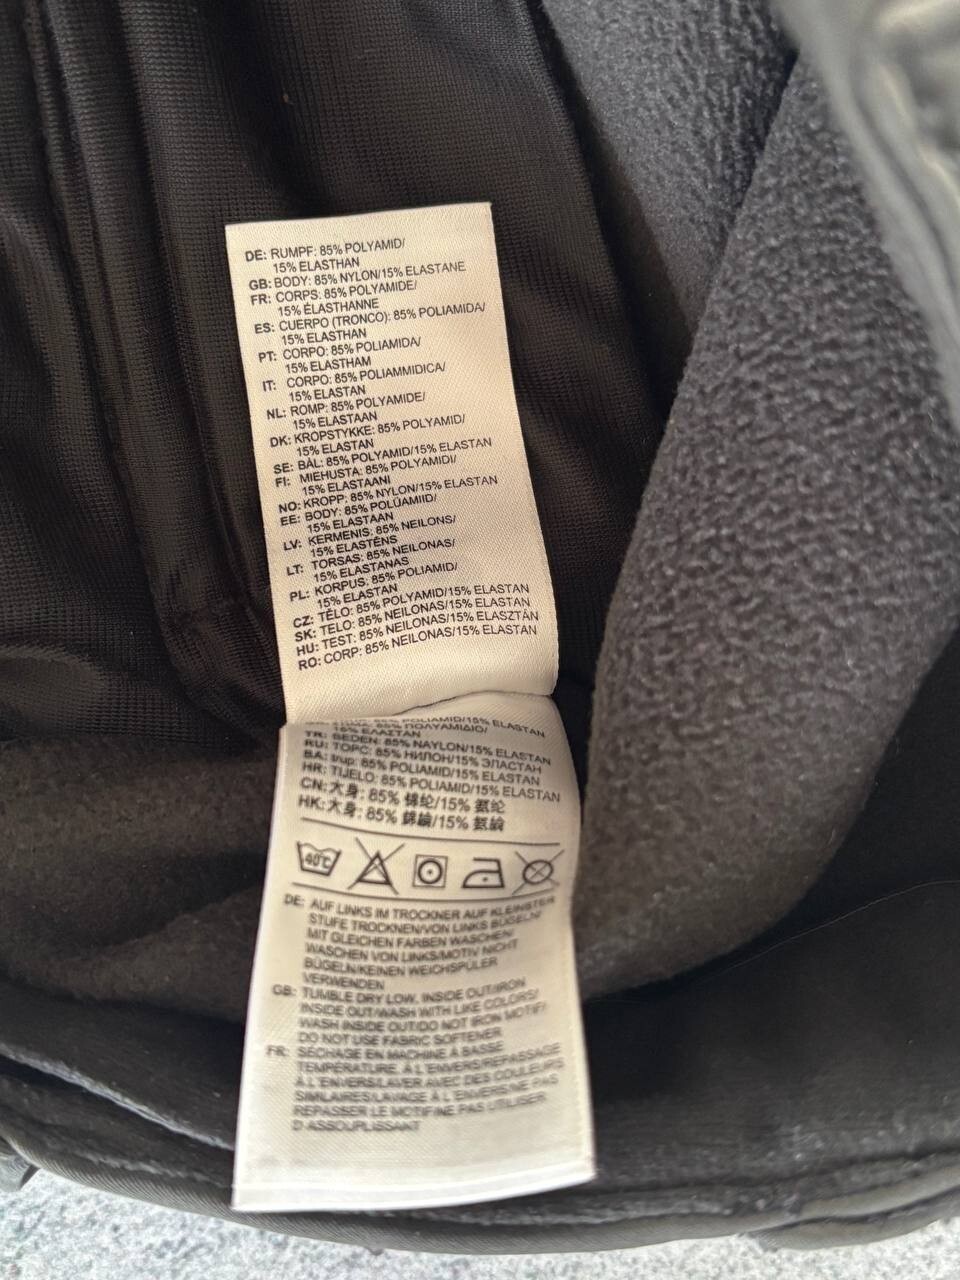 DE: RUMPF: 85% POLYAMID/
15% ELASTHAN
GB: BODY: 85% NYLON/15% ELASTANE
FR: CORPS: 85% POLYAMIDE/
15% ÉLASTHANNE
ES: CUERPO (TRONCO): 85% POLIAMIDA/
15% ELASTHAN
PT: CORPO: 85% POLIAMIDA/
15% ELASTHAM
IT: CORPO: 85% POLIAMMIDICA/
15% ELASTAN
NL: ROMP: 85% POLYAMIDE/
15% ELASTAAN
DK: KROPSTYKKE: 85% POLYAMID/
15% ELASTAN
SE: BÅL: 85% POLYAMID/15% ELASTAN
FI: MIEHUSTA: 85% POLYAMIDI/
15% ELASTAANI
NO: KROPP: 85% NYLON/15% ELASTAN
EE: BODY: 85% POLÜAMIID/
15% ELASTAAN
LV: KERMENIS: 85% NEILONS/
15% ELASTĒNS
LT: TORSAS: 85% NEILONAS/
15% ELASTANAS
PL: KORPUS: 85% POLYAMID/
15% ELASTAN
CZ: TĚLO: 85% POLYAMID/15% ELASTAN
SK: TELO: 85% NEILONAS/15% ELASTAN
HU: TEST: 85% NEILONAS/15% ELASZTÁN
RO: CORP: 85% NEILONAS/15% ELASTAN
POLIAMID/15% ELASTAN
85% ΠΟΛΥΑΜΙΔΙΟ/
15% ΕΛΑΣΤΑΝ
TR: BEDEN: 85% NAYLON/15% ELASTAN
RU: ТОРС: 85% НИЛОН/15% ЭЛАСТАН
BA: t/up: 85% POLIAMID/15% ELASTAN
HR: TIJELO: 85% POLIAMID/15% ELASTAN
CN: 大身: 85% 锦纶/15% 氨纶
HK: 大身: 85% 錦綸/15% 氨綸
40°C
DE: AUF LINKS IM TROCKNER AUF KLEINSTER
STUFE TROCKNEN/VON LINKS BÜGELN/
MIT GLEICHEN FARBEN WASCHEN/
WASCHEN VON LINKS/MOTIV NICHT
BÜGELN/KEINEN WEICHSPÜLER
VERWENDEN
GB: TUMBLE DRY LOW, INSIDE OUT/IRON
INSIDE OUT/WASH WITH LIKE COLORS/
WASH INSIDE OUT/DO NOT IRON MOTIF/
DO NOT USE FABRIC SOFTENER
FR: SÉCHAGE EN MACHINE À BASSE
TEMPÉRATURE, À L'ENVERS/REPASSAGE
À L'ENVERS/LAVER AVEC DES COULEURS
SIMILAIRES/LAVAGE À L'ENVERS/NE PAS
REPASSER LE MOTIF/NE PAS UTILISER
D ASSOUPLISSANT